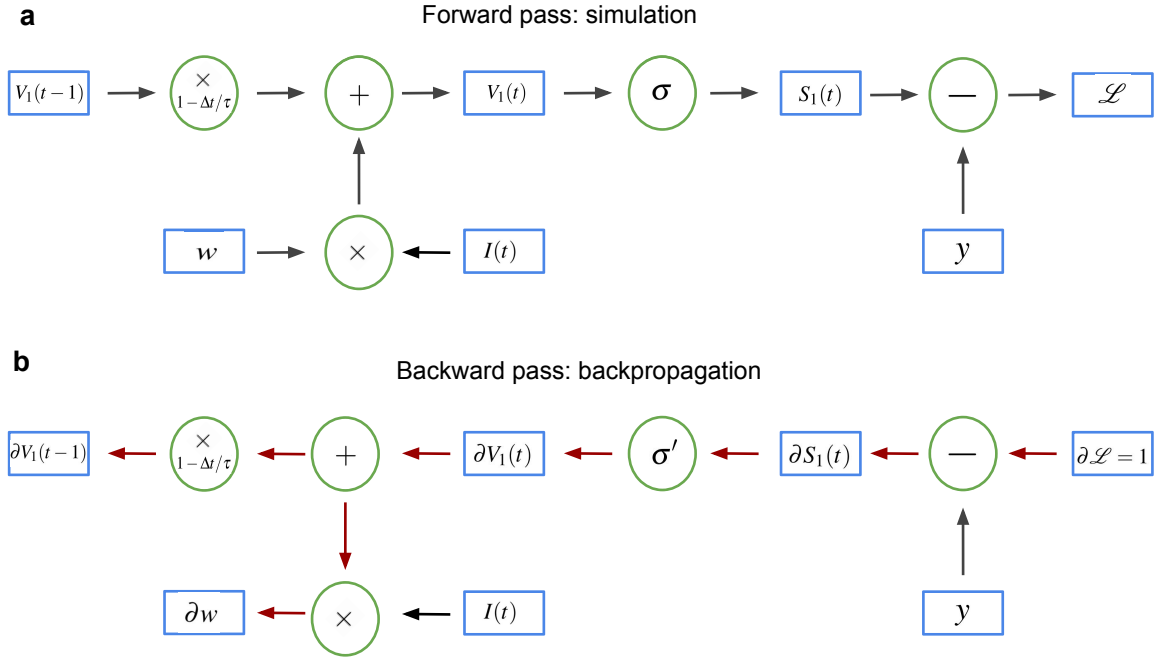 a
Forward pass: simulation
V₁(t−1)
×
1−Δt/τ
+
V₁(t)
σ
S₁(t)
—
ℒ
w
×
I(t)
y
b
Backward pass: backpropagation
∂V₁(t−1)
×
1−Δt/τ
+
∂V₁(t)
σ′
∂S₁(t)
—
∂ℒ = 1
∂w
×
I(t)
y